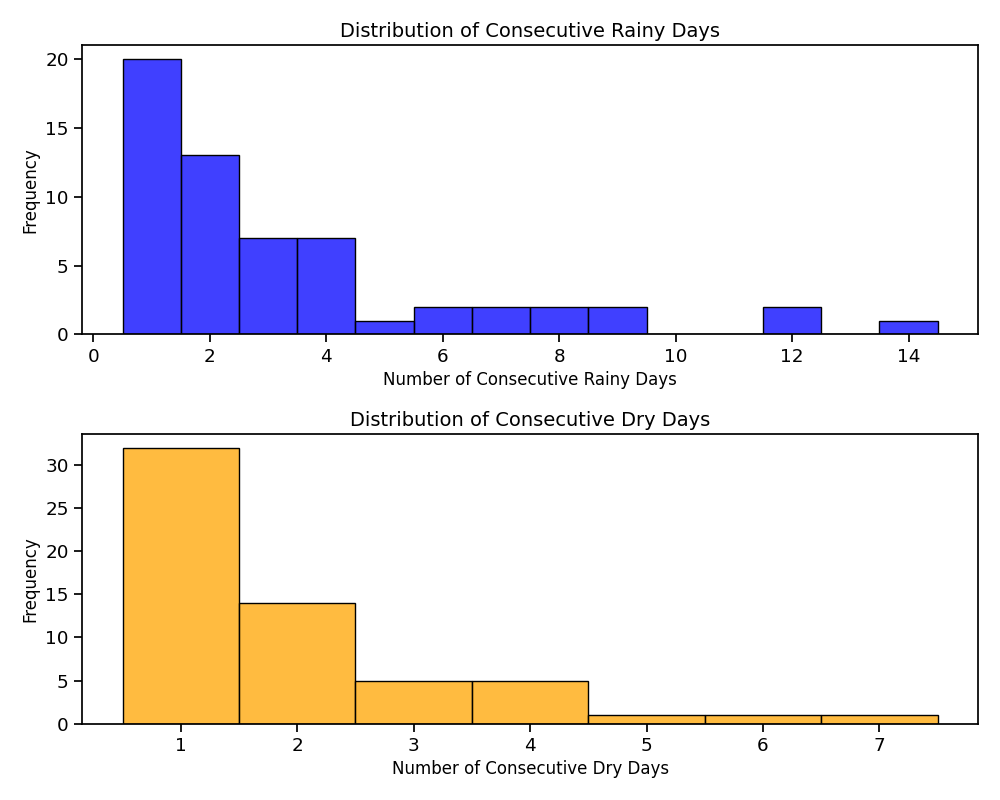 Distribution of Consecutive Rainy Days
20
15
10
5
0
Frequency
0 2 4 6 8 10 12 14
Number of Consecutive Rainy Days
Distribution of Consecutive Dry Days
30
25
20
15
10
5
0
Frequency
1 2 3 4 5 6 7
Number of Consecutive Dry Days